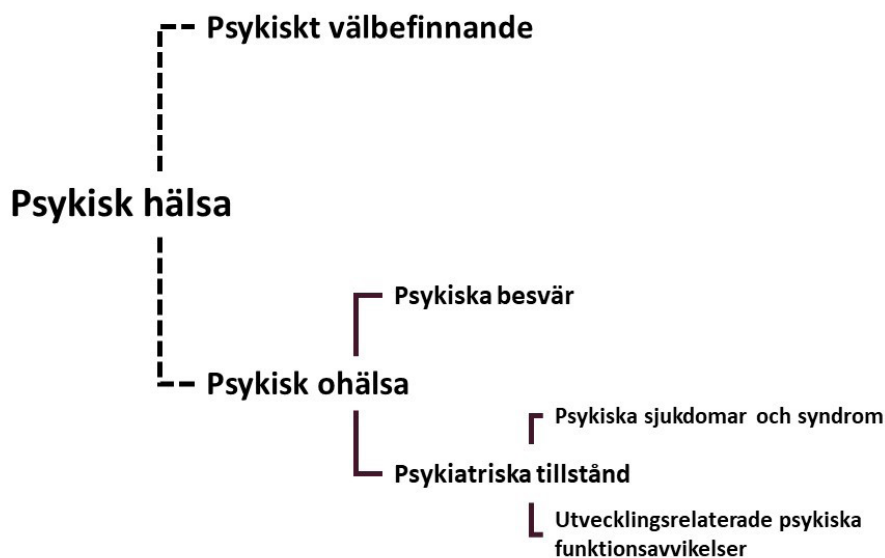 Psykiskt välbefinnande
Psykisk hälsa
Psykiska besvär
Psykisk ohälsa
Psykiska sjukdomar och syndrom
Psykiatriska tillstånd
Utvecklingsrelaterade psykiska
funktionsavvikelser